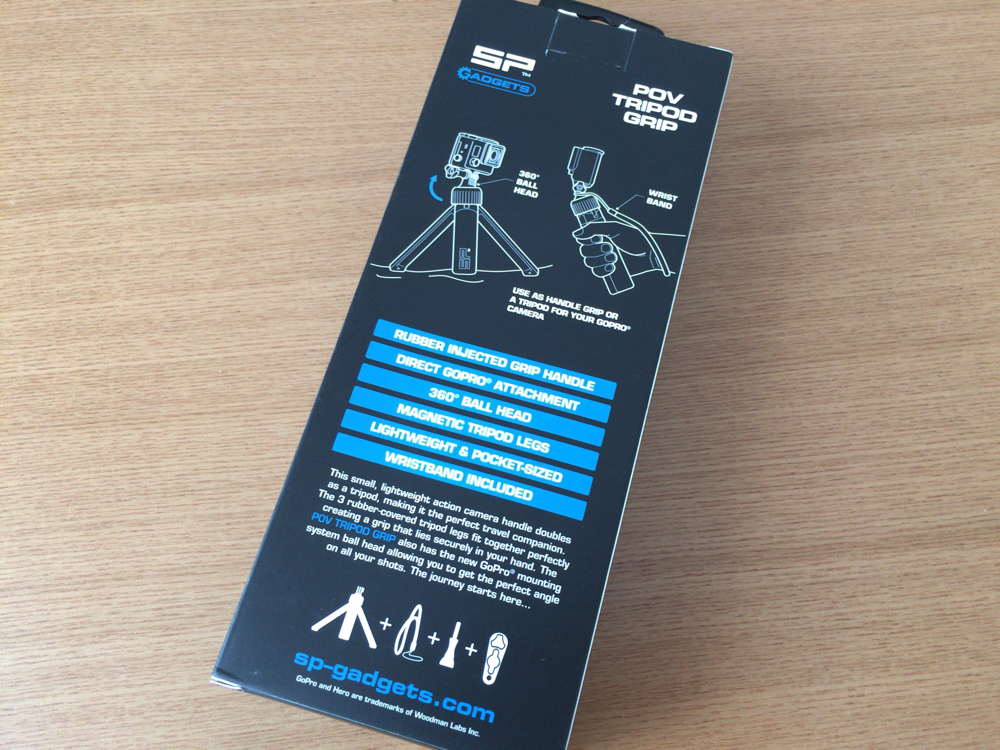 SP™
GADGETS
POV
TRIPOD
GRIP
360°
BALL
HEAD
WRIST
BAND
SP
USE AS HANDLE GRIP OR
A TRIPOD FOR YOUR GOPRO®
CAMERA
RUBBER INJECTED GRIP HANDLE
DIRECT GOPRO® ATTACHMENT
360° BALL HEAD
MAGNETIC TRIPOD LEGS
LIGHTWEIGHT & POCKET-SIZED
WRISTBAND INCLUDED
This small, lightweight action camera handle doubles
as a tripod, making it the perfect travel companion.
The 3 rubber-covered tripod legs fit together perfectly
creating a grip that lies securely in your hand. The
POV TRIPOD GRIP also has the new GoPro® mounting
system ball head allowing you to get the perfect angle
on all your shots. The journey starts here...
+ + +
sp-gadgets.com
GoPro and Hero are trademarks of Woodman Labs Inc.